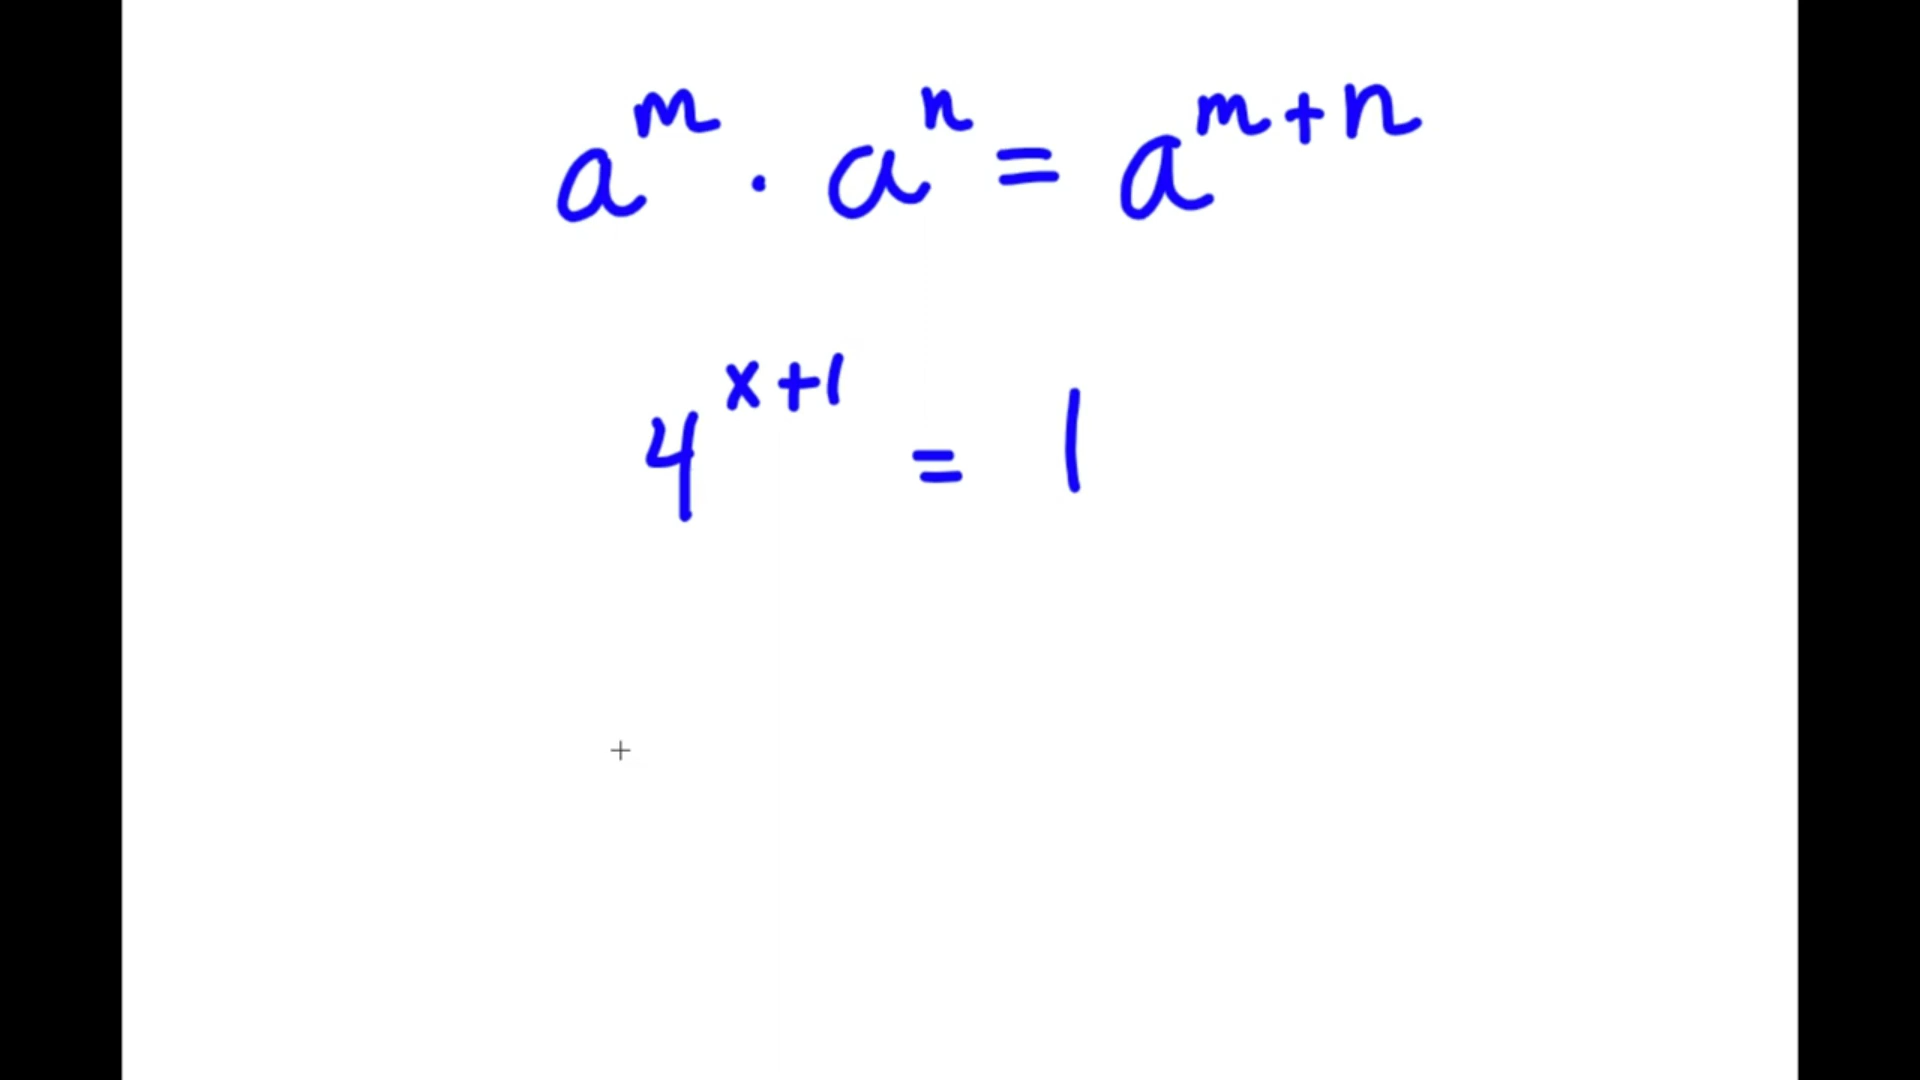 a^m · a^n = a^{m+n}
4^{x+1} = 1